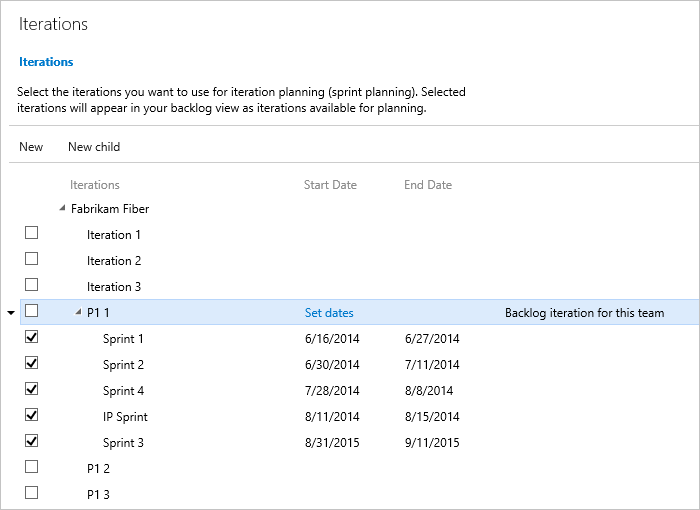 Iterations
Iterations
Select the iterations you want to use for iteration planning (sprint planning). Selected
iterations will appear in your backlog view as iterations available for planning.
New New child
Iterations Start Date End Date
Fabrikam Fiber
Iteration 1
Iteration 2
Iteration 3
P1 1 Set dates Backlog iteration for this team
Sprint 1 6/16/2014 6/27/2014
Sprint 2 6/30/2014 7/11/2014
Sprint 4 7/28/2014 8/8/2014
IP Sprint 8/11/2014 8/15/2014
Sprint 3 8/31/2015 9/11/2015
P1 2
P1 3